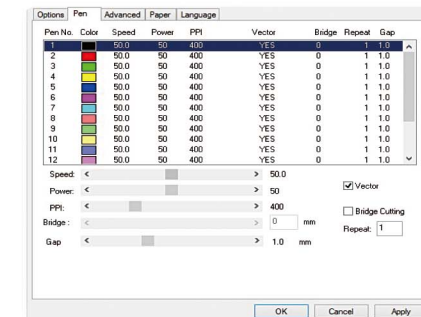 Options Pen Advanced Paper Language
Pen No. Color Speed Power PPI Vector Bridge Repeat Gap
1 50.0 50 400 YES 0 1 1.0
2 50.0 50 400 YES 0 1 1.0
3 50.0 50 400 YES 0 1 1.0
4 50.0 50 400 YES 0 1 1.0
5 50.0 50 400 YES 0 1 1.0
6 50.0 50 400 YES 0 1 1.0
7 50.0 50 400 YES 0 1 1.0
8 50.0 50 400 YES 0 1 1.0
9 50.0 50 400 YES 0 1 1.0
10 50.0 50 400 YES 0 1 1.0
11 50.0 50 400 YES 0 1 1.0
12 50.0 50 400 YES 0 1 1.0
Speed: 50.0
Power: 50 Vector
PPI: 400 Bridge Cutting
Bridge : 0 mm Repeat: 1
Gap 1.0 mm
OK Cancel Apply